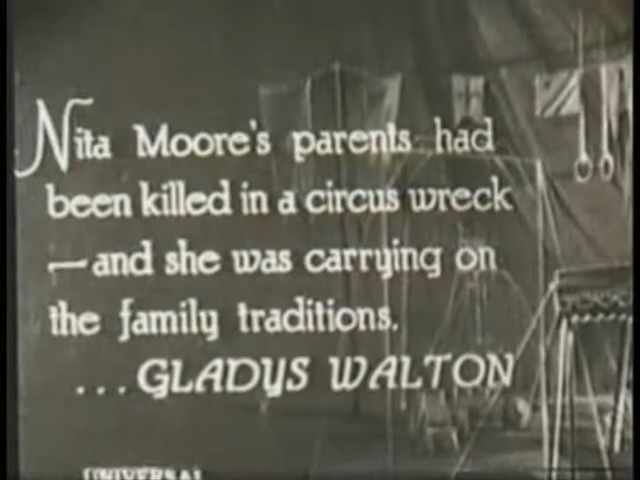 Nita Moore's parents had
been killed in a circus wreck
—and she was carrying on
the family traditions.
...GLADYS WALTON
UNIVERSAL